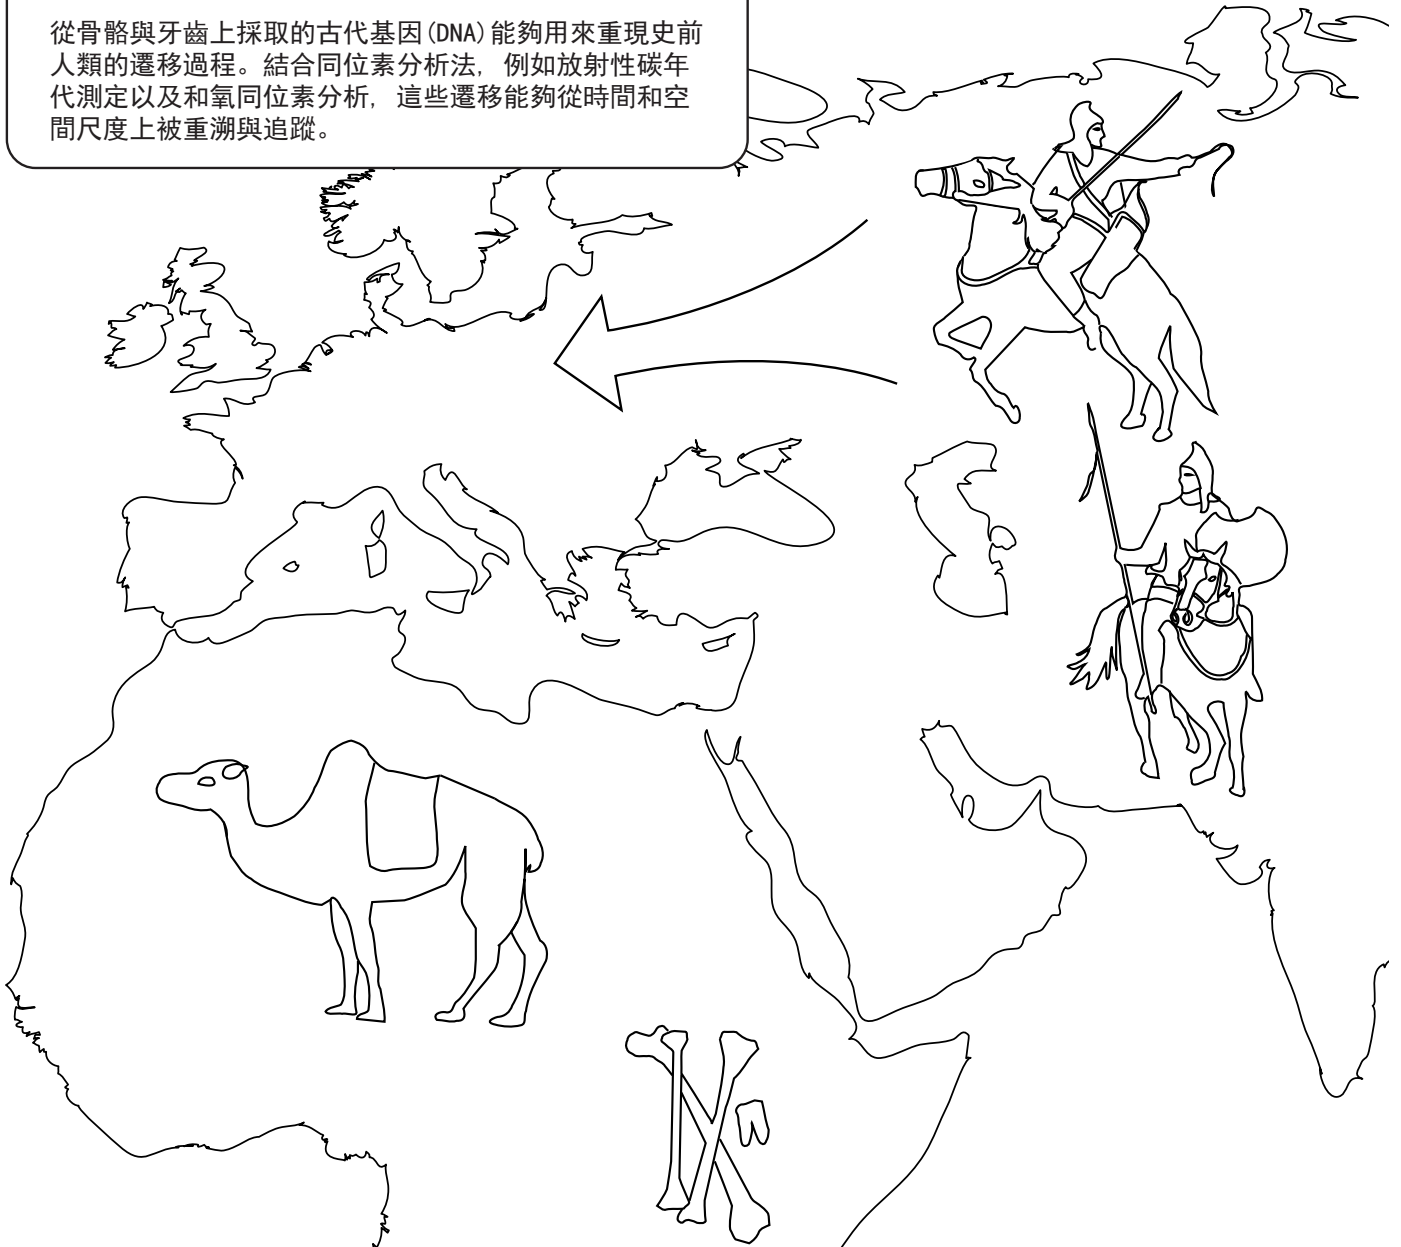 從骨骼與牙齒上採取的古代基因(DNA)能夠用來重現史前
人類的遷移過程。結合同位素分析法, 例如放射性碳年
代測定以及和氧同位素分析, 這些遷移能夠從時間和空
間尺度上被重溯與追蹤。